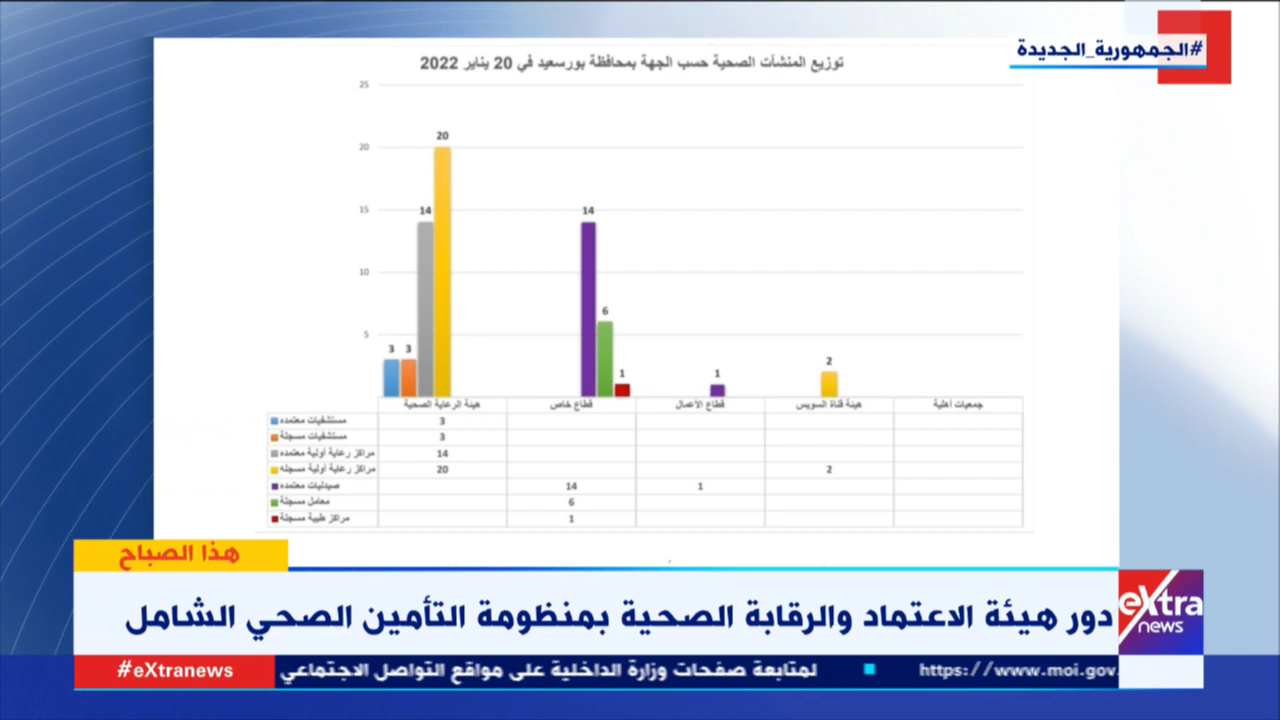 #الجمهورية_الجديدة
توزيع المنشآت الصحية حسب الجهة بمحافظة بورسعيد في 20 يناير 2022
25
20
15
10
5
3 3 14 20
14 6 1
1
2
هيئة الرعاية الصحية قطاع خاص قطاع الأعمال هيئة قناة السويس جمعيات أهلية
مستشفيات معتمده 3
مستشفيات مسجلة 3
مراكز رعاية أولية معتمده 14
مراكز رعاية أولية مسجله 20 2
صيدليات معتمده 14 1
معامل مسجلة 6
مراكز طبية مسجلة 1
هذا الصباح
دور هيئة الاعتماد والرقابة الصحية بمنظومة التأمين الصحي الشامل
eXtra
news
#eXtranews
لمتابعة صفحات وزارة الداخلية على مواقع التواصل الاجتماعي
https://www.moi.gov.